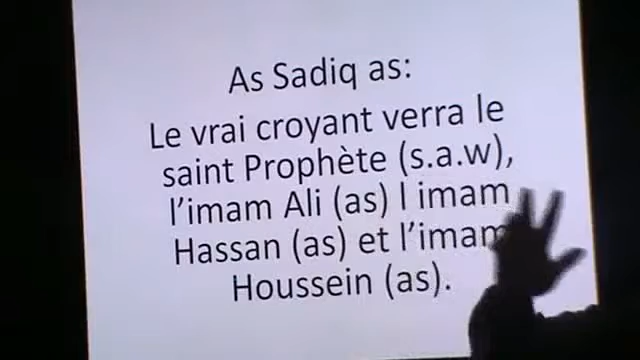 As Sadiq as:
Le vrai croyant verra le
saint Prophète (s.a.w),
l'imam Ali (as) l imam
Hassan (as) et l'imam
Houssein (as).